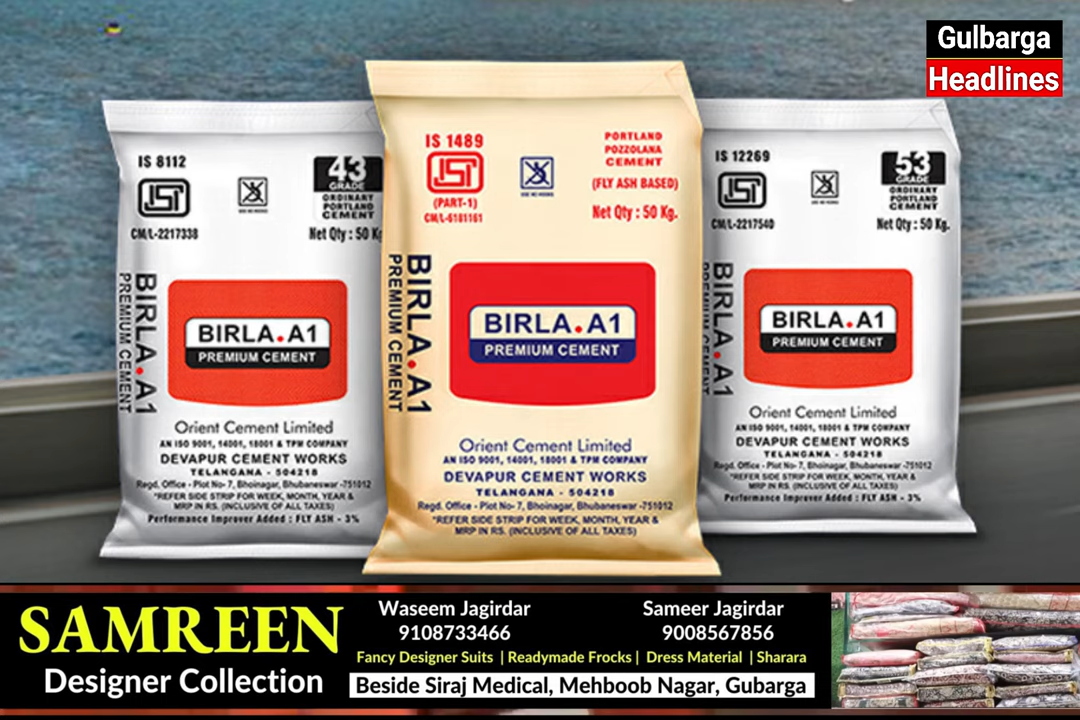 Gulbarga
Headlines
IS 8112
43
GRADE
ORDINARY
PORTLAND
CEMENT
CM/L-2217338
Net Qty : 50 Kg
BIRLA.A1
PREMIUM CEMENT
BIRLA.A1
PREMIUM CEMENT
Orient Cement Limited
AN ISO 9001, 14001, 18001 & TPM COMPANY
DEVAPUR CEMENT WORKS
TELANGANA - 504218
Regd. Office - Plot No- 7, Bhoinagar, Bhubaneswar -751012
*REFER SIDE STRIP FOR WEEK, MONTH, YEAR &
MRP IN RS. (INCLUSIVE OF ALL TAXES)
Performance Improver Added : FLY ASH - 3%
IS 1489
(PART-1)
CM/L-6181161
USE NO HOOKS
PORTLAND
POZZOLANA
CEMENT
(FLY ASH BASED)
Net Qty : 50 Kg.
BIRLA.A1
PREMIUM CEMENT
BIRLA.A1
PREMIUM CEMENT
Orient Cement Limited
AN ISO 9001, 14001, 18001 & TPM COMPANY
DEVAPUR CEMENT WORKS
TELANGANA - 504218
Regd. Office - Plot No- 7, Bhoinagar, Bhubaneswar -751012
*REFER SIDE STRIP FOR WEEK, MONTH, YEAR &
MRP IN RS. (INCLUSIVE OF ALL TAXES)
IS 12269
53
GRADE
ORDINARY
PORTLAND
CEMENT
CM/L-2217540
Net Qty : 50 Kg.
BIRLA.A1
PREMIUM CEMENT
BIRLA.A1
PREMIUM CEMENT
Orient Cement Limited
AN ISO 9001, 14001, 18001 & TPM COMPANY
DEVAPUR CEMENT WORKS
TELANGANA - 504218
Regd. Office - Plot No- 7, Bhoinagar, Bhubaneswar -751012
*REFER SIDE STRIP FOR WEEK, MONTH, YEAR &
MRP IN RS. (INCLUSIVE OF ALL TAXES)
Performance Improver Added : FLY ASH - 3%
SAMREEN
Designer Collection
Waseem Jagirdar
9108733466
Sameer Jagirdar
9008567856
Fancy Designer Suits | Readymade Frocks | Dress Material | Sharara
Beside Siraj Medical, Mehboob Nagar, Gubarga